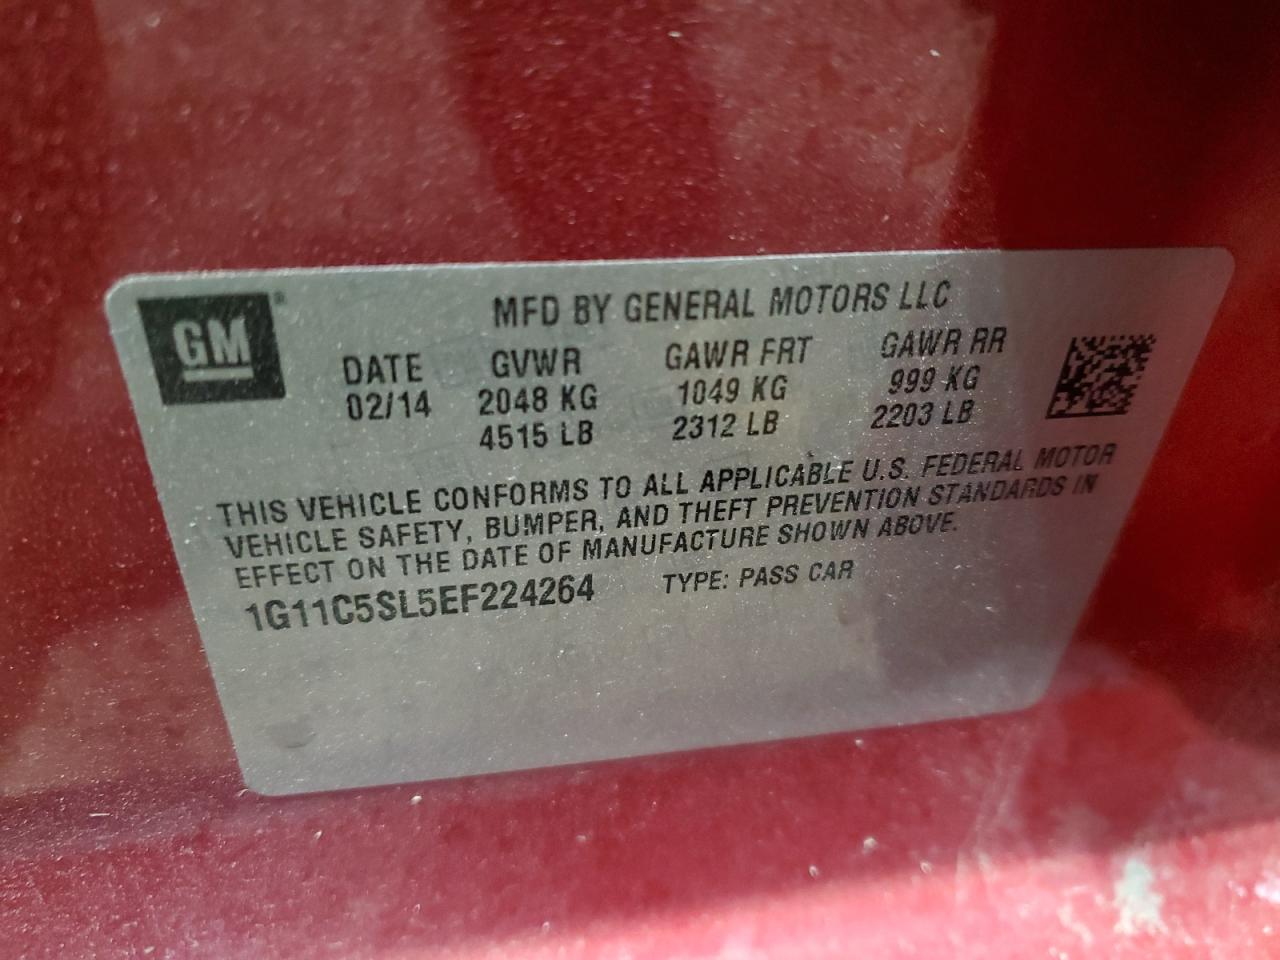 GM®
MFD BY GENERAL MOTORS LLC
DATE GVWR GAWR FRT GAWR RR
02/14 2048 KG 1049 KG 999 KG
4515 LB 2312 LB 2203 LB
THIS VEHICLE CONFORMS TO ALL APPLICABLE U.S. FEDERAL MOTOR
VEHICLE SAFETY, BUMPER, AND THEFT PREVENTION STANDARDS IN
EFFECT ON THE DATE OF MANUFACTURE SHOWN ABOVE.
1G11C5SL5EF224264 TYPE: PASS CAR